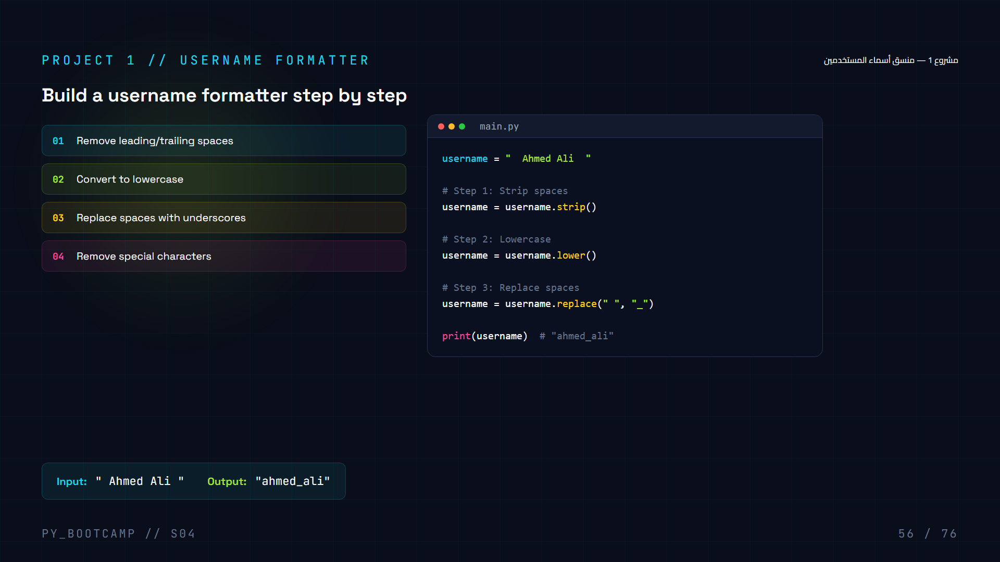 PROJECT 1 // USERNAME FORMATTER
مشروع 1 — منسق أسماء المستخدمين
Build a username formatter step by step
01 Remove leading/trailing spaces
02 Convert to lowercase
03 Replace spaces with underscores
04 Remove special characters
main.py
username = "  Ahmed Ali  "
# Step 1: Strip spaces
username = username.strip()
# Step 2: Lowercase
username = username.lower()
# Step 3: Replace spaces
username = username.replace(" ", "_")
print(username)  # "ahmed_ali"
Input: " Ahmed Ali " Output: "ahmed_ali"
PY_BOOTCAMP // S04
56 / 76